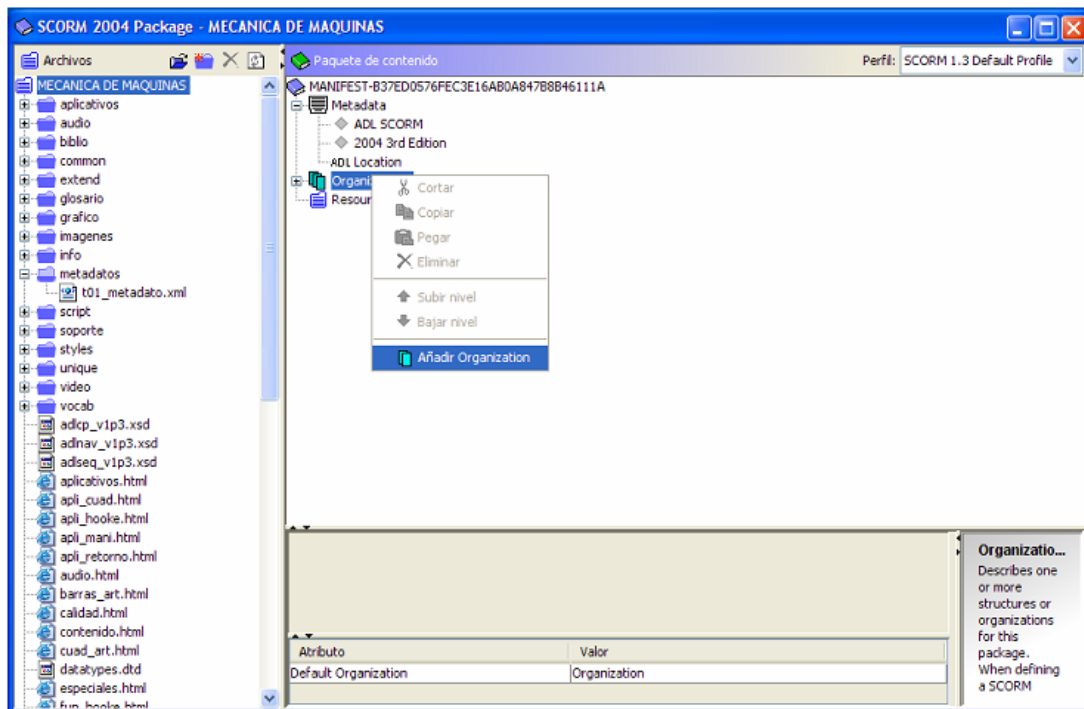 SCORM 2004 Package - MECANICA DE MAQUINAS
Archivos
MECANICA DE MAQUINAS
aplicativos
audio
biblio
common
extend
glosario
grafico
imagenes
info
metadatos
t01_metadato.xml
script
soporte
styles
unique
video
vocab
adlcp_v1p3.xsd
adlnav_v1p3.xsd
adlseq_v1p3.xsd
aplicativos.html
apli_cuad.html
apli_hooke.html
apli_mani.html
apli_retorno.html
audio.html
barras_art.html
calidad.html
contenido.html
cuad_art.html
datatypes.dtd
especiales.html
fun_hooke.html
Paquete de contenido
Perfil: SCORM 1.3 Default Profile
MANIFEST-B37ED0576FEC3E16AB0A847B8B46111A
Metadata
ADL SCORM
2004 3rd Edition
ADL Location
Organi
Resour
Cortar
Copiar
Pegar
Eliminar
Subir nivel
Bajar nivel
Añadir Organization
Atributo Valor
Default Organization Organization
Organizatio...
Describes one
or more
structures or
organizations
for this
package.
When defining
a SCORM